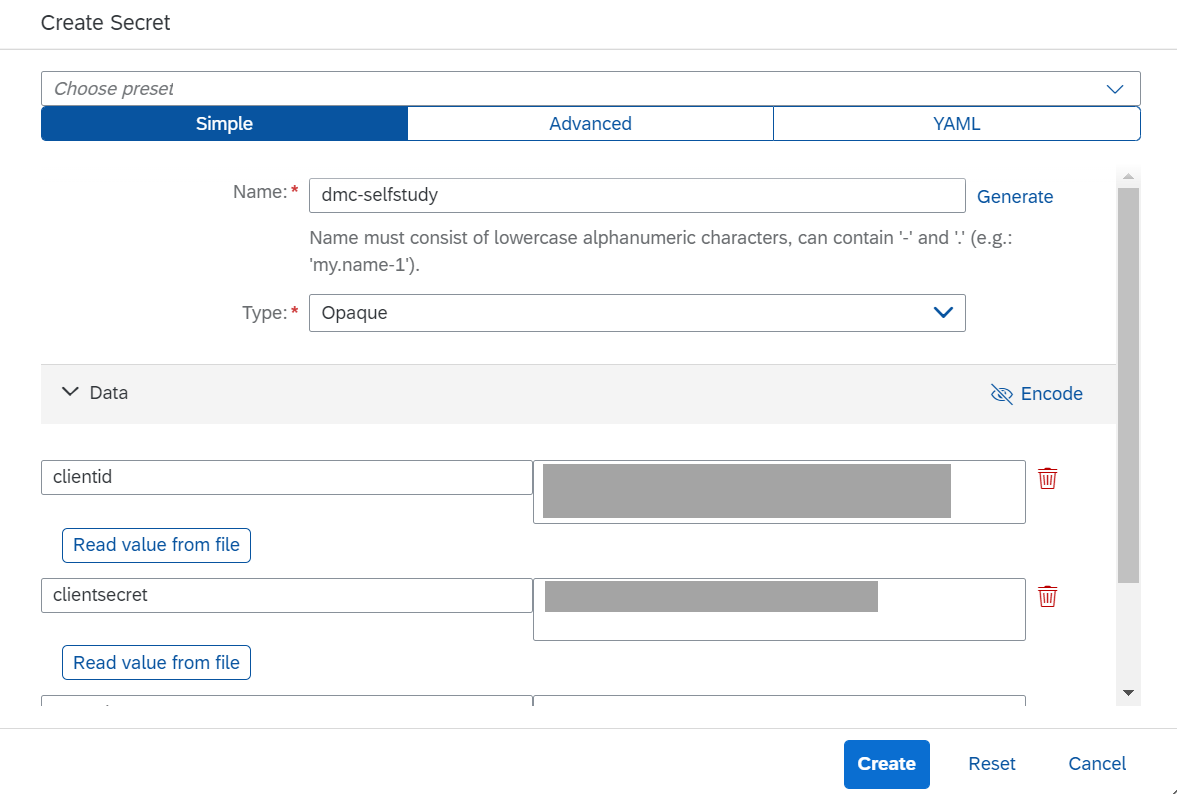 Create Secret
Choose preset
Simple Advanced YAML
Name:* dmc-selfstudy Generate
Name must consist of lowercase alphanumeric characters, can contain '-' and '.' (e.g.:
'my.name-1').
Type:* Opaque
Data Encode
clientid
Read value from file
clientsecret
Read value from file
Create Reset Cancel